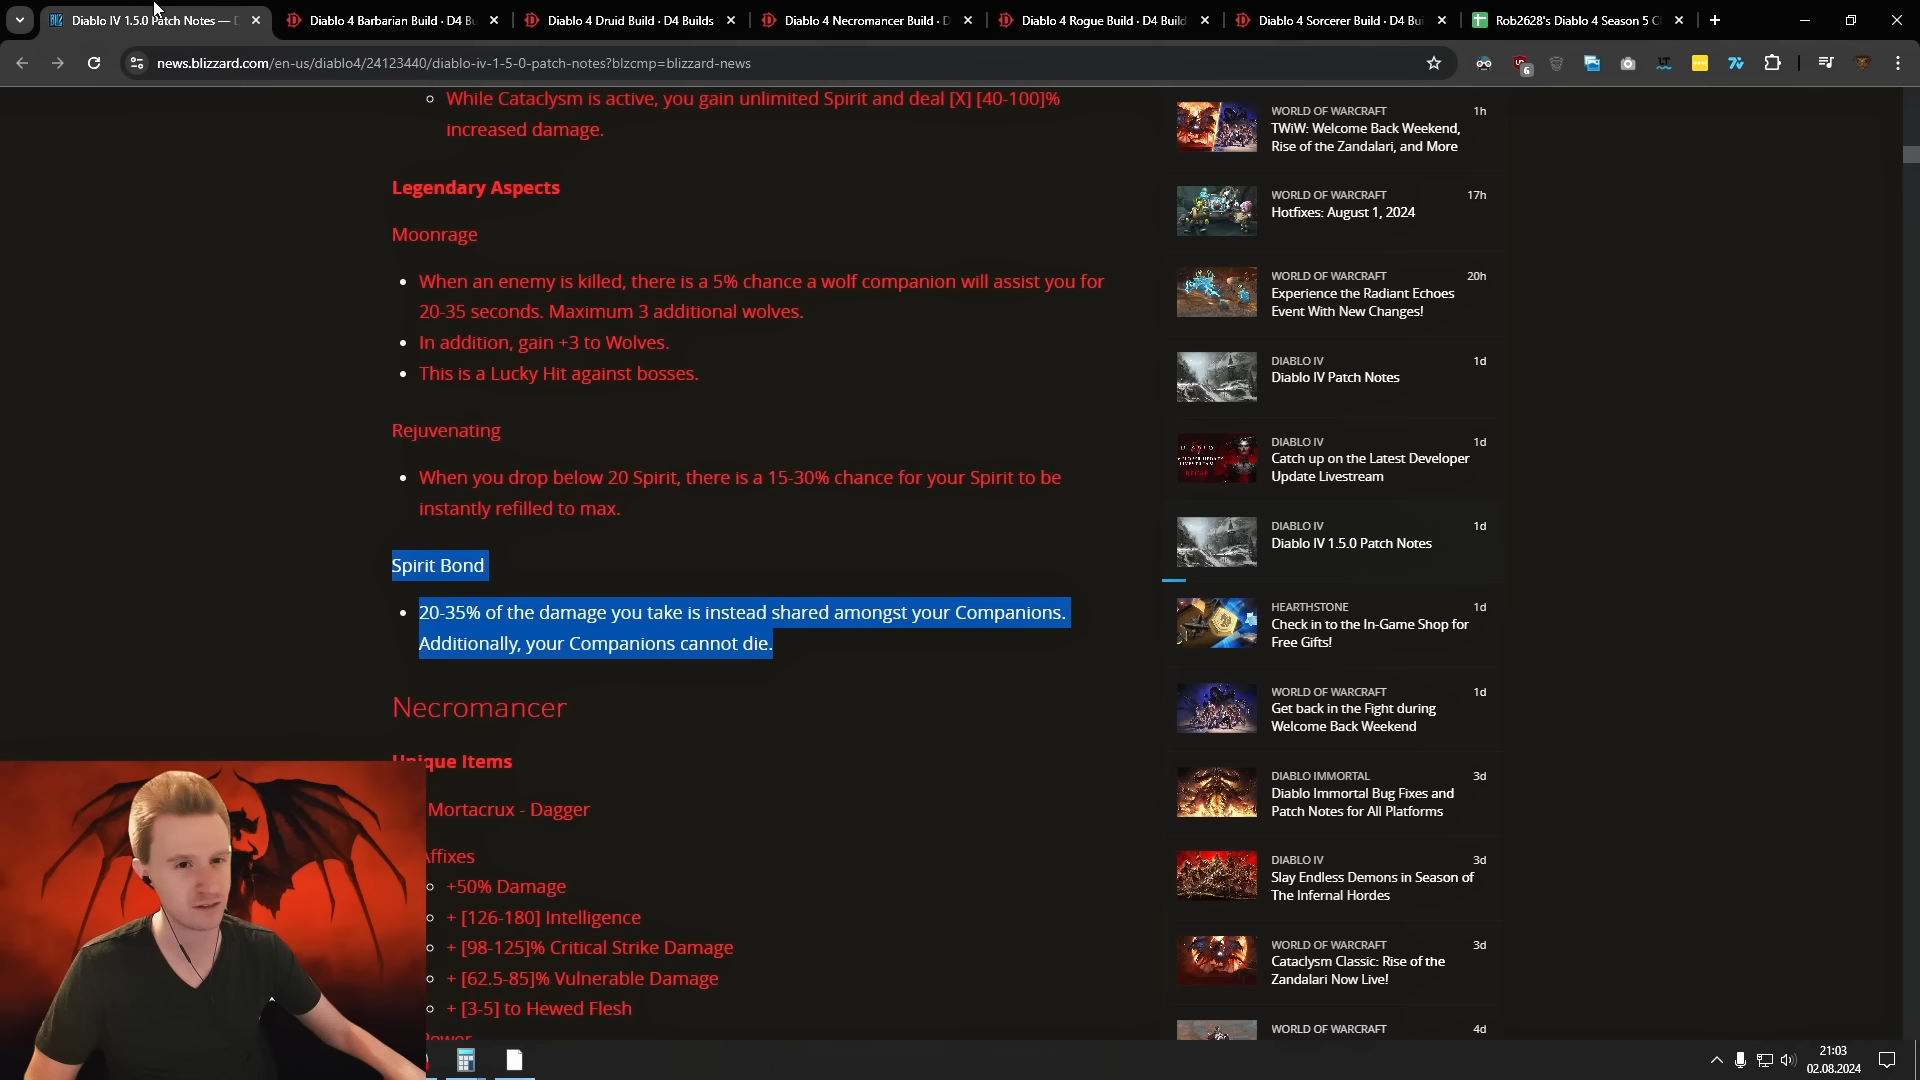 Diablo IV 1.5.0 Patch Notes —
Diablo 4 Barbarian Build · D4 Bu
Diablo 4 Druid Build · D4 Builds
Diablo 4 Necromancer Build · D
Diablo 4 Rogue Build · D4 Build
Diablo 4 Sorcerer Build · D4 Bui
Rob2628's Diablo 4 Season 5 C
news.blizzard.com/en-us/diablo4/24123440/diablo-iv-1-5-0-patch-notes?blzcmp=blizzard-news
6
While Cataclysm is active, you gain unlimited Spirit and deal [X] [40-100]%
increased damage.
Legendary Aspects
Moonrage
When an enemy is killed, there is a 5% chance a wolf companion will assist you for
20-35 seconds. Maximum 3 additional wolves.
In addition, gain +3 to Wolves.
This is a Lucky Hit against bosses.
Rejuvenating
When you drop below 20 Spirit, there is a 15-30% chance for your Spirit to be
instantly refilled to max.
Spirit Bond
20-35% of the damage you take is instead shared amongst your Companions.
Additionally, your Companions cannot die.
Necromancer
Unique Items
Mortacrux - Dagger
Affixes
+50% Damage
+ [126-180] Intelligence
+ [98-125]% Critical Strike Damage
+ [62.5-85]% Vulnerable Damage
+ [3-5] to Hewed Flesh
Power
WORLD OF WARCRAFT 1h
TWiW: Welcome Back Weekend,
Rise of the Zandalari, and More
WORLD OF WARCRAFT 17h
Hotfixes: August 1, 2024
WORLD OF WARCRAFT 20h
Experience the Radiant Echoes
Event With New Changes!
DIABLO IV 1d
Diablo IV Patch Notes
DIABLO IV 1d
Catch up on the Latest Developer
Update Livestream
DIABLO IV 1d
Diablo IV 1.5.0 Patch Notes
HEARTHSTONE 1d
Check in to the In-Game Shop for
Free Gifts!
WORLD OF WARCRAFT 1d
Get back in the Fight during
Welcome Back Weekend
DIABLO IMMORTAL 3d
Diablo Immortal Bug Fixes and
Patch Notes for All Platforms
DIABLO IV 3d
Slay Endless Demons in Season of
The Infernal Hordes
WORLD OF WARCRAFT 3d
Cataclysm Classic: Rise of the
Zandalari Now Live!
WORLD OF WARCRAFT 4d
21:03
02.08.2024